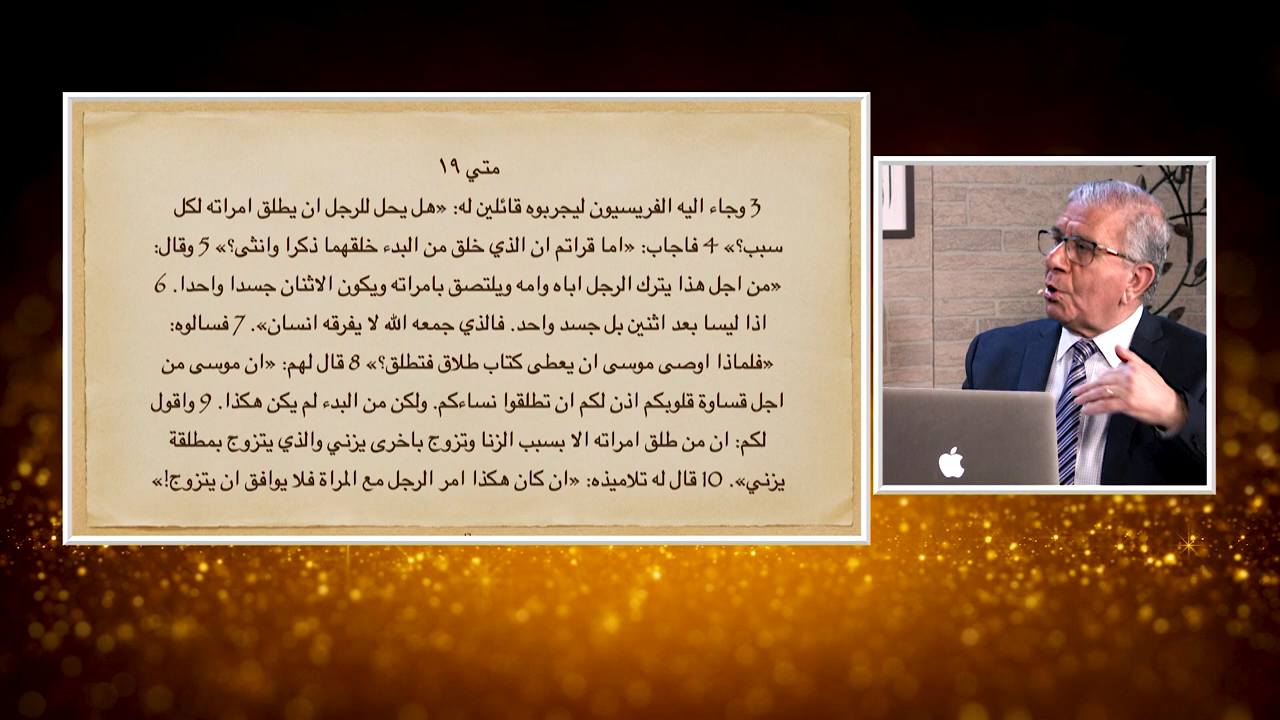 متي ١٩
3 وجاء اليه الفريسيون ليجربوه قائلين له: «هل يحل للرجل ان يطلق امراته لكل
سبب؟» 4 فاجاب: «اما قراتم ان الذي خلق من البدء خلقهما ذكرا وانثى؟» 5 وقال:
«من اجل هذا يترك الرجل اباه وامه ويلتصق بامراته ويكون الاثنان جسدا واحدا. 6
اذا ليسا بعد اثنين بل جسد واحد. فالذي جمعه الله لا يفرقه انسان». 7 فسالوه:
«فلماذا اوصى موسى ان يعطى كتاب طلاق فتطلق؟» 8 قال لهم: «ان موسى من
اجل قساوة قلوبكم اذن لكم ان تطلقوا نساءكم. ولكن من البدء لم يكن هكذا. 9 واقول
لكم: ان من طلق امراته الا بسبب الزنا وتزوج باخرى يزني والذي يتزوج بمطلقة
يزني». 10 قال له تلاميذه: «ان كان هكذا امر الرجل مع المراة فلا يوافق ان يتزوج!»